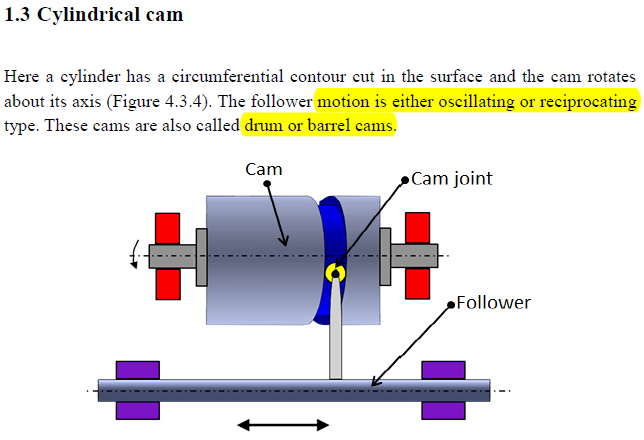 1.3 Cylindrical cam
Here a cylinder has a circumferential contour cut in the surface and the cam rotates
about its axis (Figure 4.3.4). The follower motion is either oscillating or reciprocating
type. These cams are also called drum or barrel cams.
Cam
Cam joint
Follower